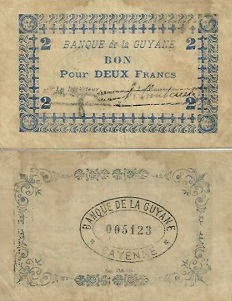 2 2
BANQUE de la GUYANE
BON
POUR DEUX FRANCS
2 2
BANQUE DE LA GUYANE
005123
CAYENNE